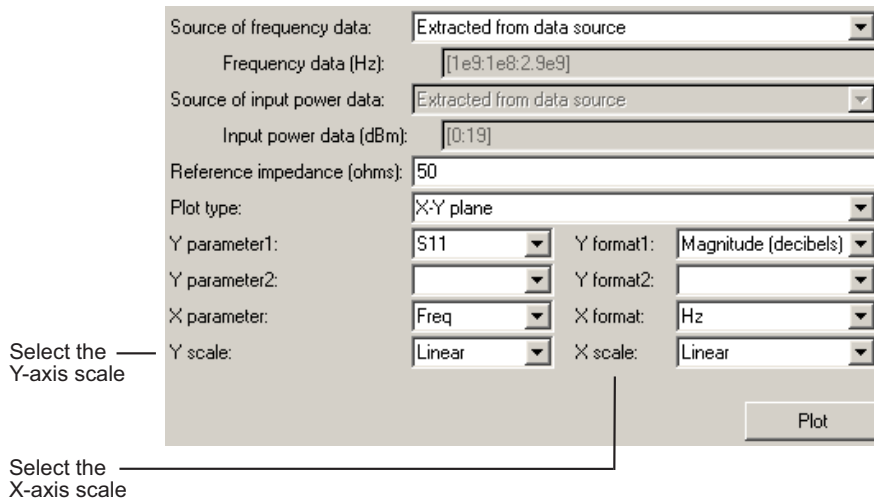 Source of frequency data: Extracted from data source
Frequency data (Hz): [1e9:1e8:2.9e9]
Source of input power data: Extracted from data source
Input power data (dBm): [0:19]
Reference impedance (ohms): 50
Plot type: X-Y plane
Y parameter1: S11 Y format1: Magnitude (decibels)
Y parameter2: Y format2:
X parameter: Freq X format: Hz
Select the
Y-axis scale
Y scale: Linear X scale: Linear
Plot
Select the
X-axis scale